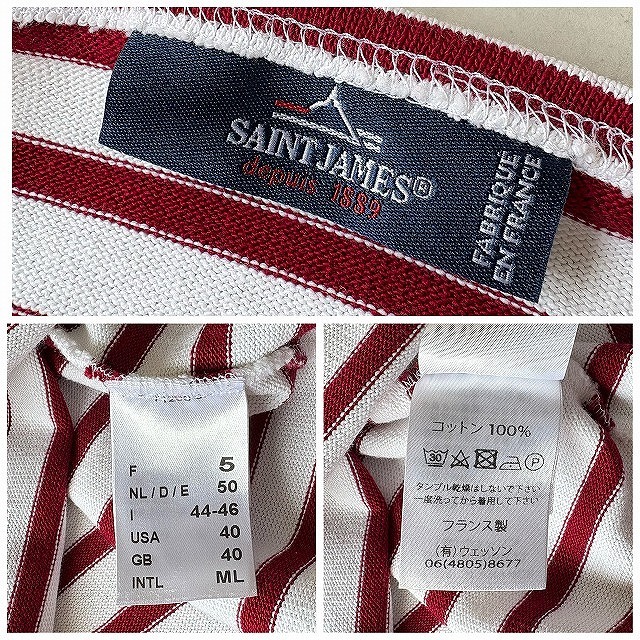 SAINT JAMES®
depuis 1889
FABRIQUE
EN FRANCE
F 5
NL / D / E 50
I 44-46
USA 40
GB 40
INTL ML
コットン 100%
30 P
タンブル乾燥はしないで下さい
一度洗ってから着用して下さい
フランス製
(有)ウェッソン
06(4805)8677